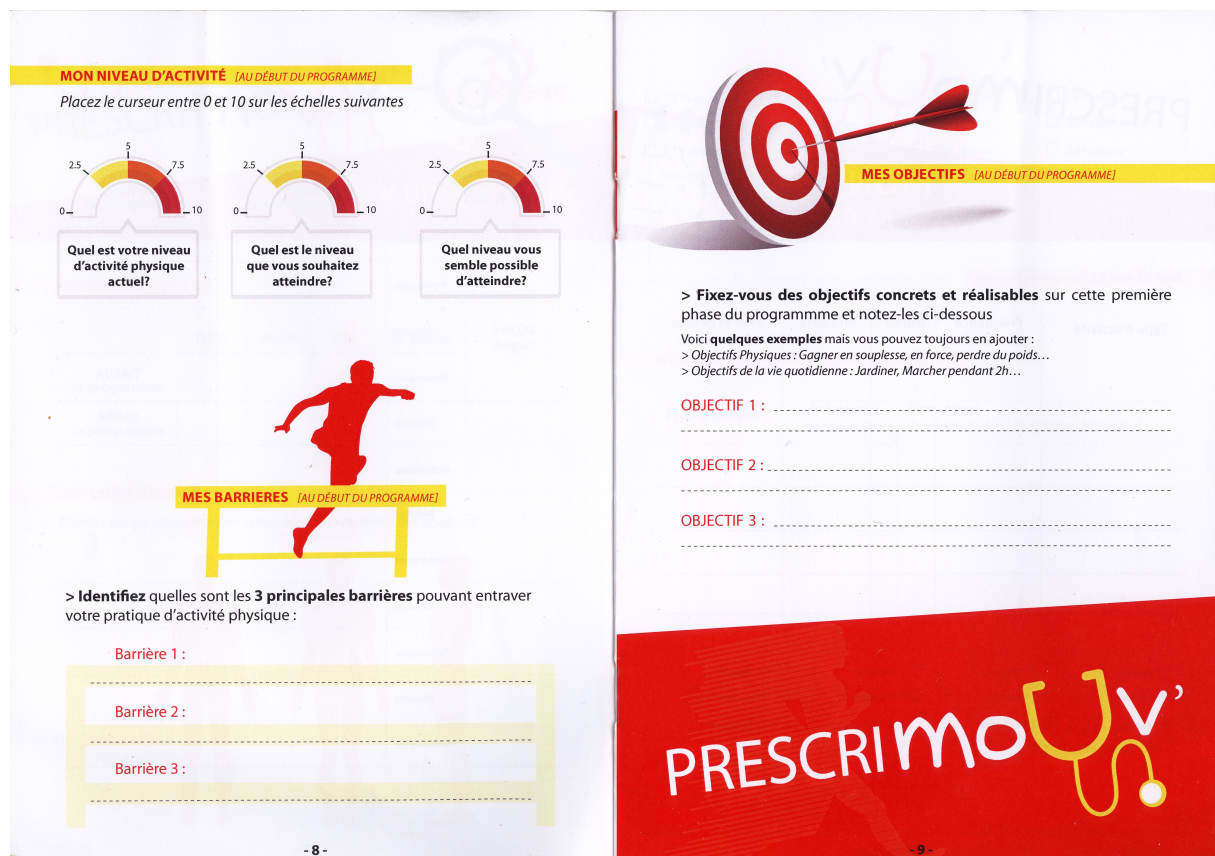 MON NIVEAU D'ACTIVITÉ [AU DÉBUT DU PROGRAMME]
Placez le curseur entre 0 et 10 sur les échelles suivantes
0 2.5 5 7.5 10
0 2.5 5 7.5 10
0 2.5 5 7.5 10
Quel est votre niveau
d'activité physique
actuel?
Quel est le niveau
que vous souhaitez
atteindre?
Quel niveau vous
semble possible
d'atteindre?
MES BARRIERES [AU DÉBUT DU PROGRAMME]
> Identifiez quelles sont les 3 principales barrières pouvant entraver
votre pratique d'activité physique :
Barrière 1 :
Barrière 2 :
Barrière 3 :
- 8 -
MES OBJECTIFS [AU DÉBUT DU PROGRAMME]
> Fixez-vous des objectifs concrets et réalisables sur cette première
phase du programmme et notez-les ci-dessous
Voici quelques exemples mais vous pouvez toujours en ajouter :
> Objectifs Physiques : Gagner en souplesse, en force, perdre du poids…
> Objectifs de la vie quotidienne : Jardiner, Marcher pendant 2h…
OBJECTIF 1 :
OBJECTIF 2 :
OBJECTIF 3 :
PRESCRIMOUV'
- 9 -